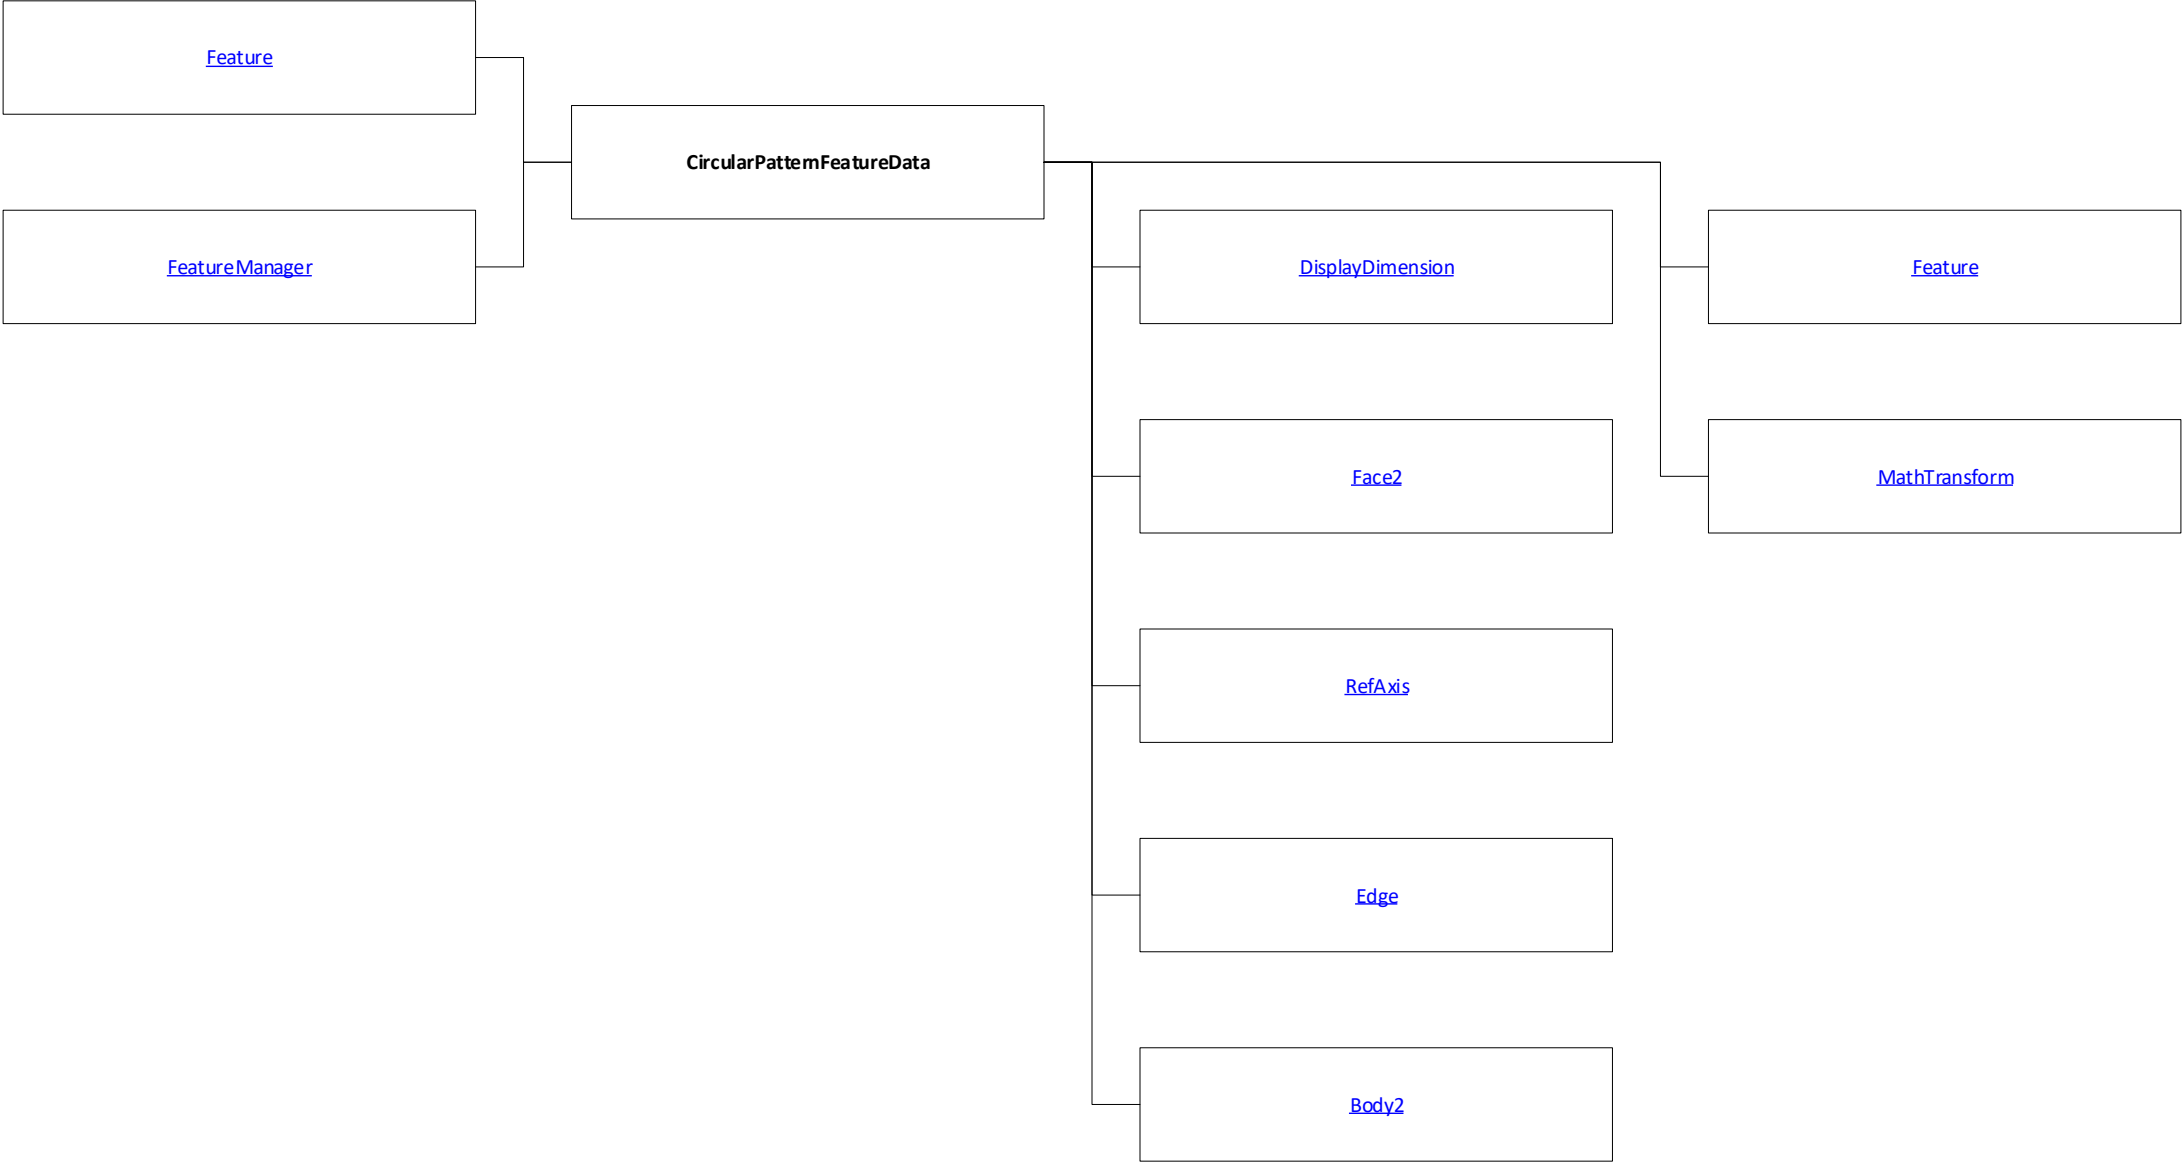 Feature
CircularPatternFeatureData
FeatureManager
DisplayDimension
Feature
Face2
MathTransform
RefAxis
Edge
Body2